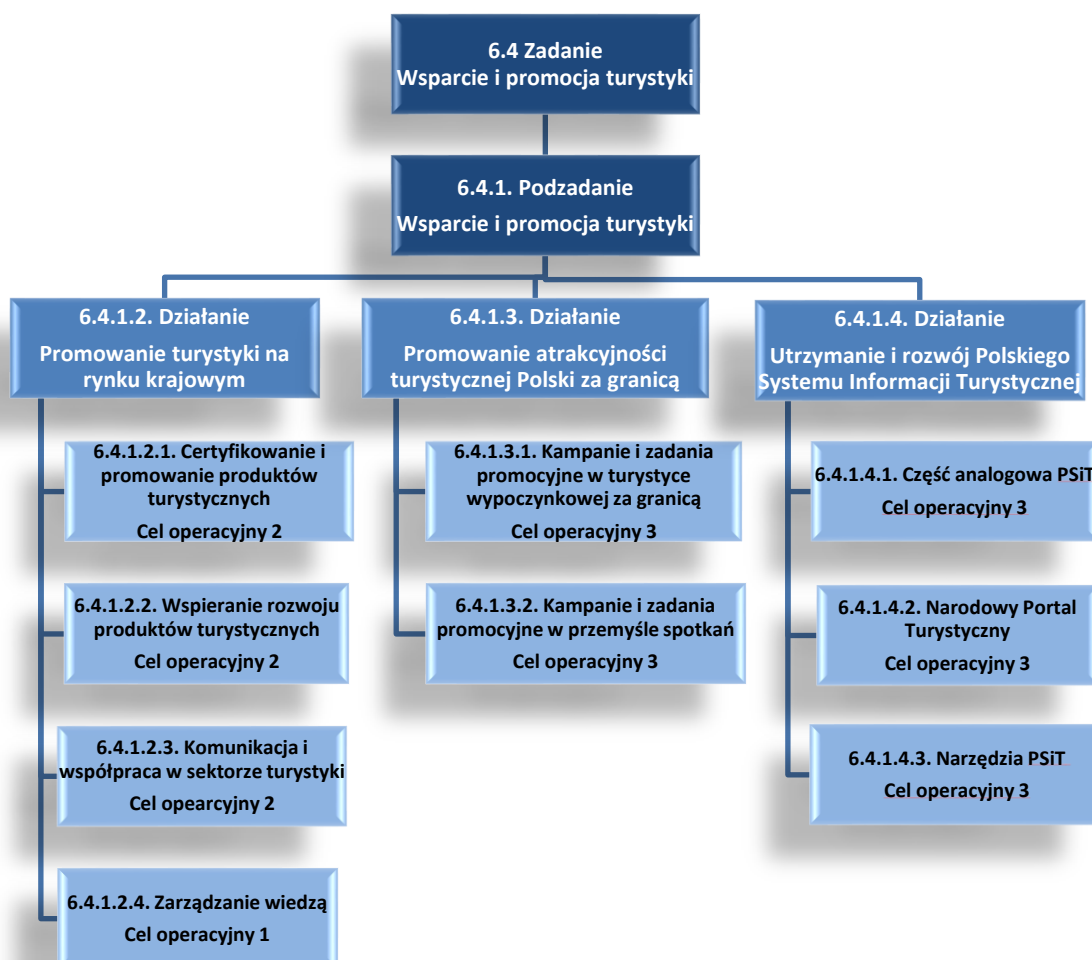 6.4 Zadanie
Wsparcie i promocja turystyki
6.4.1. Podzadanie
Wsparcie i promocja turystyki
6.4.1.2. Działanie
Promowanie turystyki na
rynku krajowym
6.4.1.2.1. Certyfikowanie i
promowanie produktów
turystycznych
Cel operacyjny 2
6.4.1.2.2. Wspieranie rozwoju
produktów turystycznych
Cel operacyjny 2
6.4.1.2.3. Komunikacja i
współpraca w sektorze turystyki
Cel opearcyjny 2
6.4.1.2.4. Zarządzanie wiedzą
Cel operacyjny 1
6.4.1.3. Działanie
Promowanie atrakcyjności
turystycznej Polski za granicą
6.4.1.3.1. Kampanie i zadania
promocyjne w turystyce
wypoczynkowej za granicą
Cel operacyjny 3
6.4.1.3.2. Kampanie i zadania
promocyjne w przemyśle spotkań
Cel operacyjny 3
6.4.1.4. Działanie
Utrzymanie i rozwój Polskiego
Systemu Informacji Turystycznej
6.4.1.4.1. Część analogowa PSiT
Cel operacyjny 3
6.4.1.4.2. Narodowy Portal
Turystyczny
Cel operacyjny 3
6.4.1.4.3. Narzędzia PSiT
Cel operacyjny 3